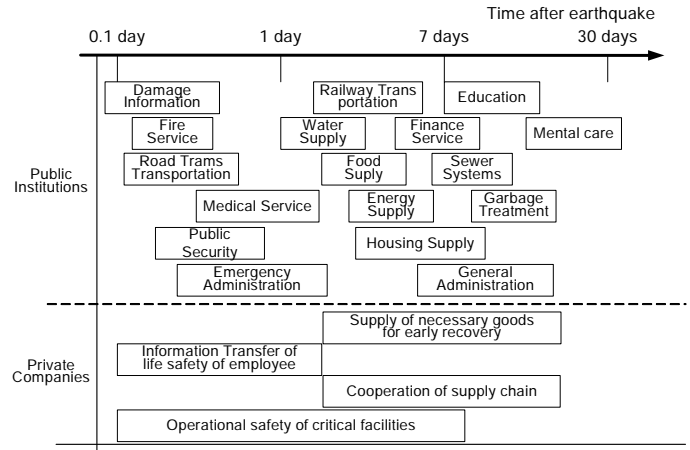 Time after earthquake
0.1 day
1 day
7 days
30 days
Damage
Information
Railway Trans
portation
Education
Fire
Service
Water
Supply
Finance
Service
Mental care
Road Trams
Transportation
Food
Suply
Sewer
Systems
Public
Institutions
Medical Service
Energy
Supply
Garbage
Treatment
Public
Security
Housing Supply
Emergency
Administration
General
Administration
Supply of necessary goods
for early recovery
Private
Companies
Information Transfer of
life safety of employee
Cooperation of supply chain
Operational safety of critical facilities